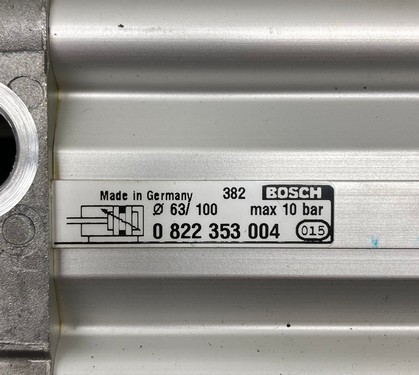 Made in Germany 382 BOSCH
Ø 63/ 100 max 10 bar
0 822 353 004 015